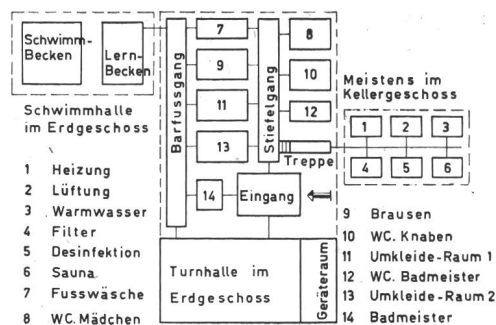 Schwimm-
Becken
Lern-
Becken
Barfussgang
Stiefelgang
7
8
9
10
11
12
13
14
Treppe
Eingang
Turnhalle im
Erdgeschoss
Geräteraum
Meistens im
Kellergeschoss
1 2 3
4 5 6
Schwimmhalle
im Erdgeschoss
1 Heizung
2 Lüftung
3 Warmwasser
4 Filter
5 Desinfektion
6 Sauna
7 Fusswäsche
8 WC. Mädchen
9 Brausen
10 WC. Knaben
11 Umkleide-Raum 1
12 WC. Badmeister
13 Umkleide-Raum 2
14 Badmeister